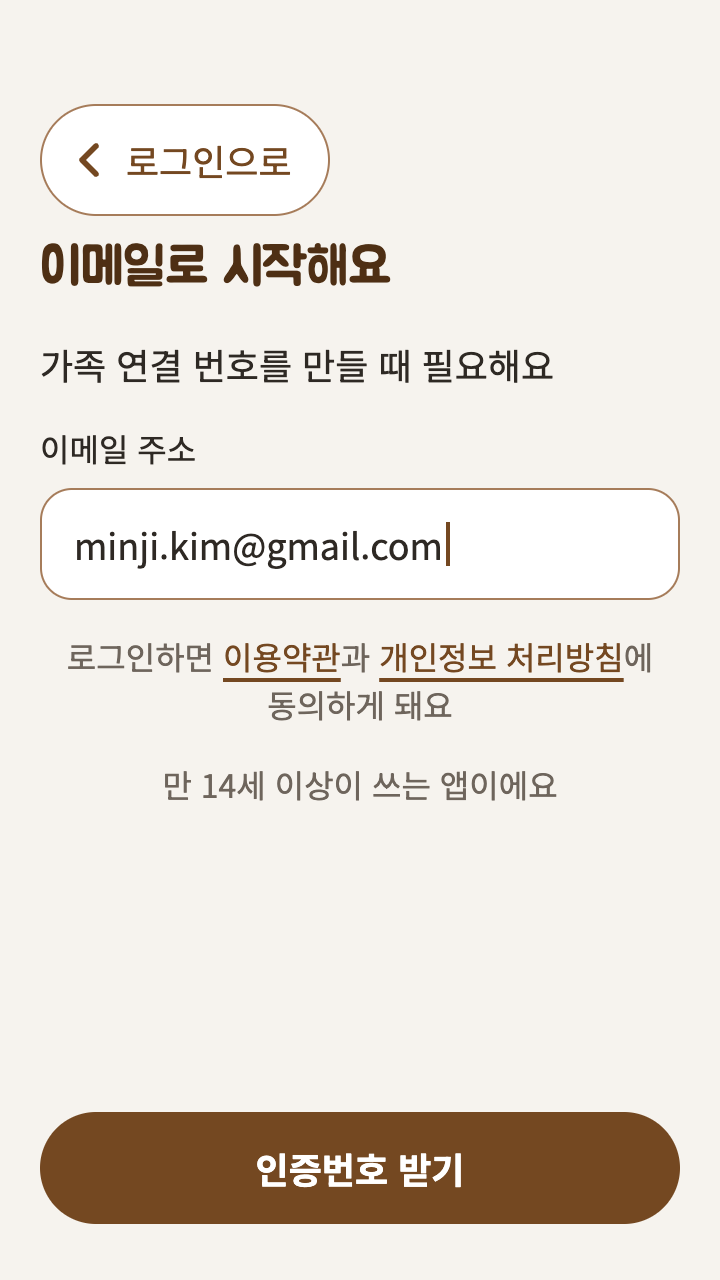 로그인으로
이메일로 시작해요
가족 연결 번호를 만들 때 필요해요
이메일 주소
minji.kim@gmail.com
로그인하면 이용약관과 개인정보 처리방침에
동의하게 돼요
만 14세 이상이 쓰는 앱이에요
인증번호 받기